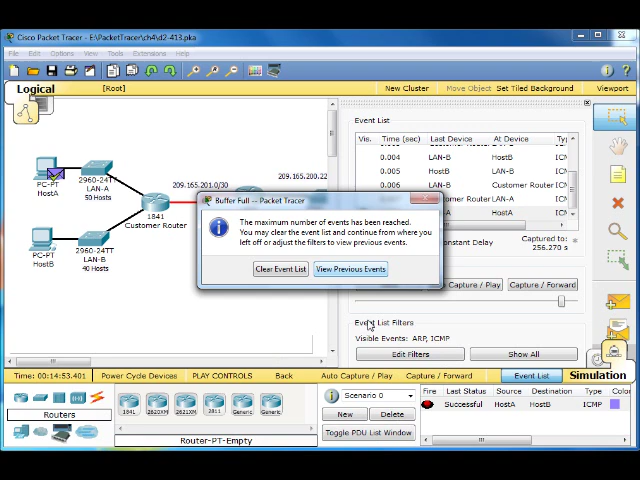 Cisco Packet Tracer - E:\PacketTracer\ch4\d2-413.pka
File Edit Options View Tools Extensions Help
Logical [Root] New Cluster Move Object Set Tiled Background Viewport
Event List
Vis. Time (sec) Last Device At Device Typ
0.004 LAN-B HostB ICM
0.005 HostB LAN-B ICM
0.006 LAN-B Customer Router ICM
209.165.200.22
209.165.201.0/30
PC-PT
HostA
2960-24TT
LAN-A
50 Hosts
1841
Customer Router
PC-PT
HostB
2960-24TT
LAN-B
40 Hosts
Buffer Full -- Packet Tracer
The maximum number of events has been reached.
You may clear the event list and continue from where you
left off or adjust the filters to view previous events.
Clear Event List View Previous Events
Constant Delay
Captured to:
256.270 s
Auto Capture / Play Capture / Forward
Event List Filters
Visible Events: ARP, ICMP
Edit Filters Show All
Time: 00:14:53.401 Power Cycle Devices PLAY CONTROLS Back Auto Capture / Play Capture / Forward Event List Simulation
Routers
1841 2620XM 2621XM 2811 Generic Generic
Router-PT-Empty
Scenario 0
New Delete
Toggle PDU List Window
Fire Last Status Source Destination Type Color
Successful HostA HostB ICMP